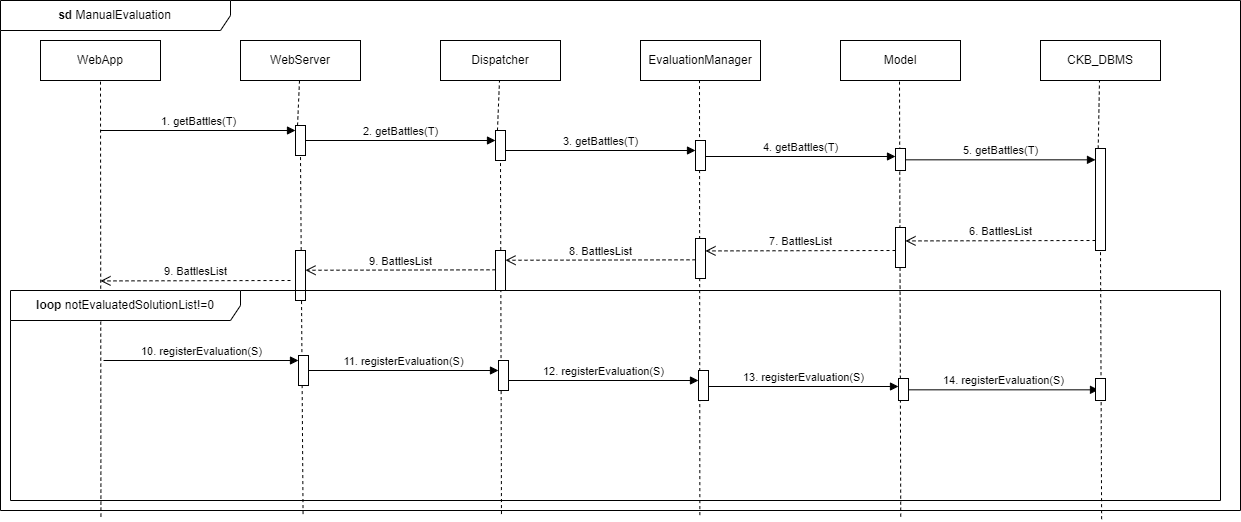 sd ManualEvaluation
WebApp
WebServer
Dispatcher
EvaluationManager
Model
CKB_DBMS
1. getBattles(T)
2. getBattles(T)
3. getBattles(T)
4. getBattles(T)
5. getBattles(T)
6. BattlesList
7. BattlesList
8. BattlesList
9. BattlesList
9. BattlesList
loop notEvaluatedSolutionList!=0
10. registerEvaluation(S)
11. registerEvaluation(S)
12. registerEvaluation(S)
13. registerEvaluation(S)
14. registerEvaluation(S)